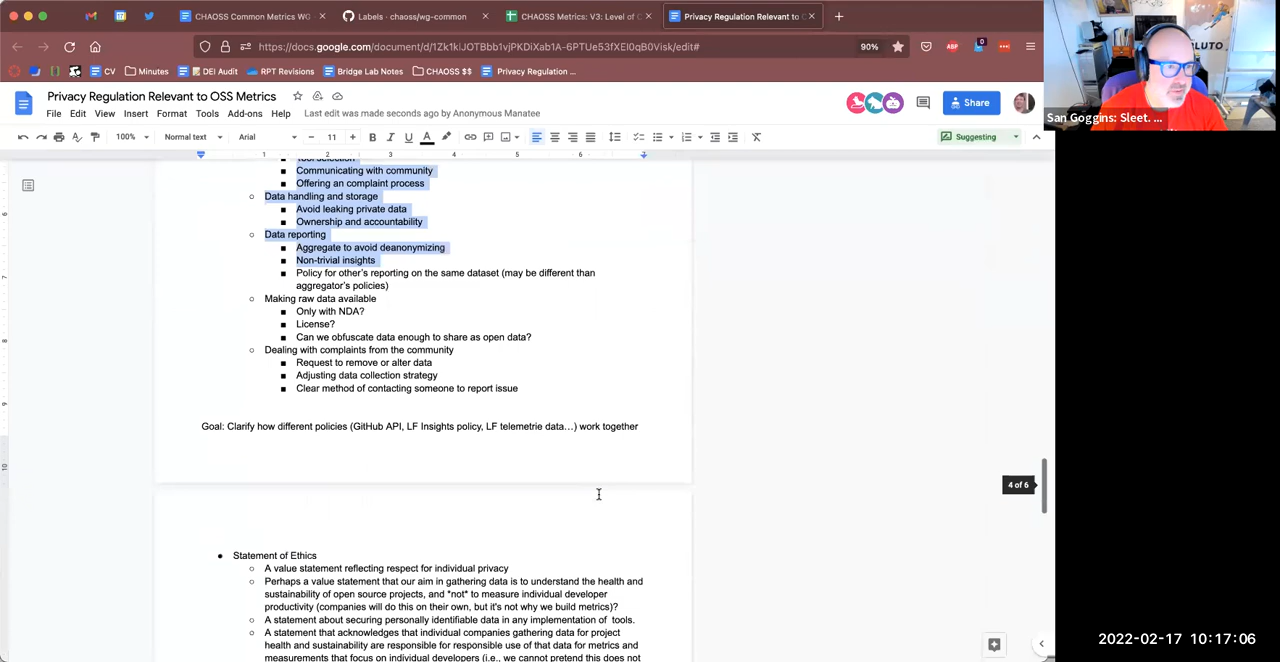 CHAOSS Common Metrics WG
Labels · chaoss/wg-common
CHAOSS Metrics: V3: Level of C
Privacy Regulation Relevant to
https://docs.google.com/document/d/
90%
ABP
0
CV
Minutes
DEI Audit
RPT Revisions
Bridge Lab Notes
CHAOSS $$
Privacy Regulation ...
Privacy Regulation Relevant to OSS Metrics
File Edit View Insert Format Tools Add-ons Help
Last edit was made seconds ago by Anonymous Manatee
Share
San Goggins: Sleet. ...
100%
Normal text
Arial
11
Suggesting
1 2 3 4 5 6
Tool selection
Communicating with community
Offering an complaint process
Data handling and storage
Avoid leaking private data
Ownership and accountability
Data reporting
Aggregate to avoid deanonymizing
Non-trivial insights
Policy for other's reporting on the same dataset (may be different than
aggregator's policies)
Making raw data available
Only with NDA?
License?
Can we obfuscate data enough to share as open data?
Dealing with complaints from the community
Request to remove or alter data
Adjusting data collection strategy
Clear method of contacting someone to report issue
Goal: Clarify how different policies (GitHub API, LF Insights policy, LF telemetrie data…) work together
4 of 6
Statement of Ethics
A value statement reflecting respect for individual privacy
Perhaps a value statement that our aim in gathering data is to understand the health and
sustainability of open source projects, and *not* to measure individual developer
productivity (companies will do this on their own, but it's not why we build metrics)?
A statement about securing personally identifiable data in any implementation of tools.
A statement that acknowledges that individual companies gathering data for project
health and sustainability are responsible for responsible use of that data for metrics and
measurements that focus on individual developers (i.e., we cannot pretend this does not
2022-02-17 10:17:06